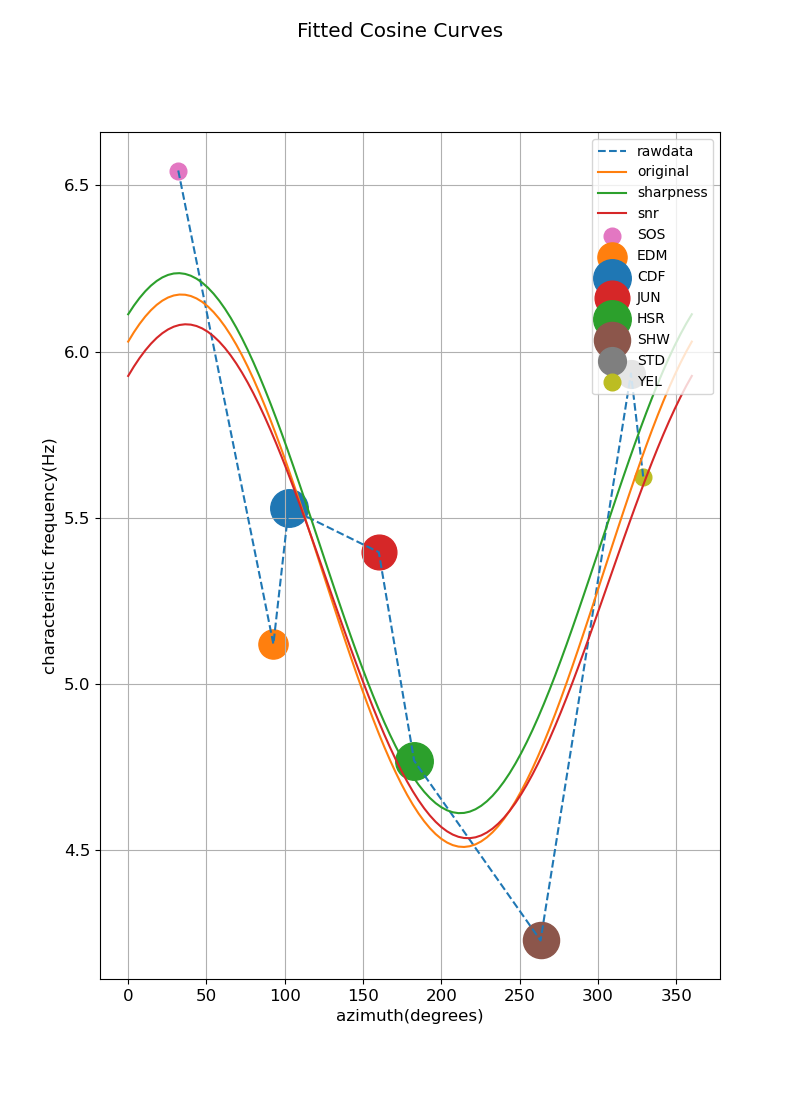 Fitted Cosine Curves
rawdata
original
sharpness
snr
SOS
EDM
CDF
JUN
HSR
SHW
STD
YEL
characteristic frequency(Hz)
6.5
6.0
5.5
5.0
4.5
0 50 100 150 200 250 300 350
azimuth(degrees)